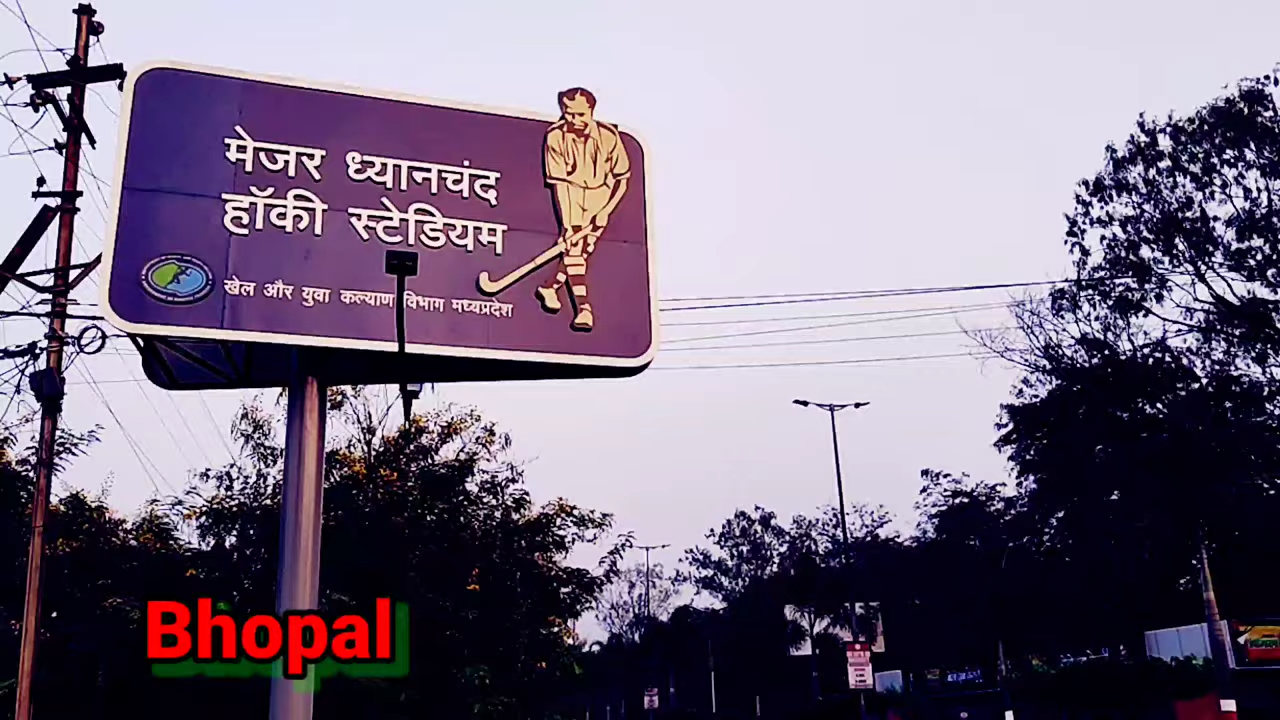 मेजर ध्यानचंद
हॉकी स्टेडियम
खेल और युवा कल्याण विभाग मध्यप्रदेश
Bhopal